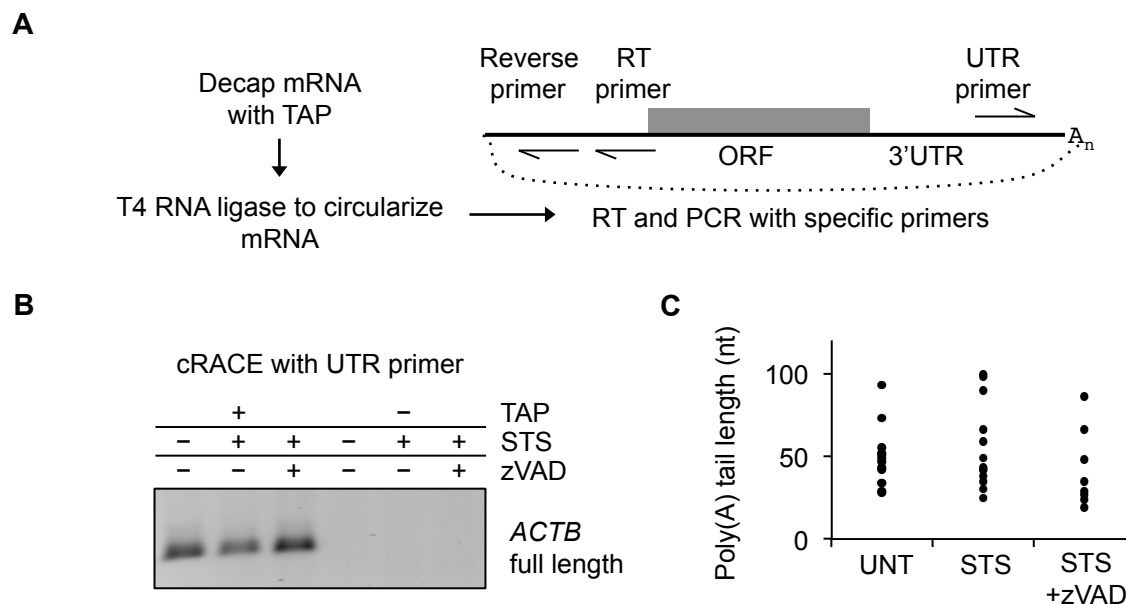 A
Decap mRNA
with TAP
T4 RNA ligase to circularize
mRNA
Reverse
primer
RT
primer
UTR
primer
ORF
3'UTR
An
RT and PCR with specific primers
B
cRACE with UTR primer
+ − TAP
− + + − + + STS
− − + − − + zVAD
ACTB
full length
C
Poly(A) tail length (nt)
100
50
0
UNT
STS
STS
+zVAD